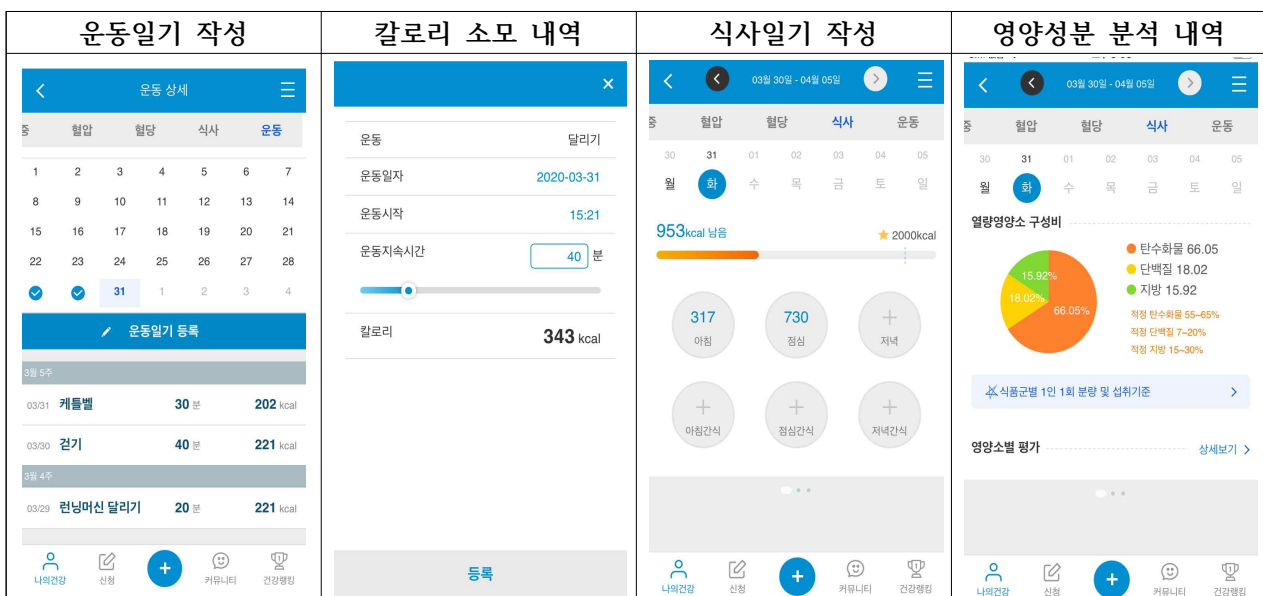 운동일기 작성
칼로리 소모 내역
식사일기 작성
영양성분 분석 내역
운동 상세
중 혈압 혈당 식사 운동
1 2 3 4 5 6 7
8 9 10 11 12 13 14
15 16 17 18 19 20 21
22 23 24 25 26 27 28
31 1 2 3 4
운동일기 등록
3월 5주
03/31 케틀벨 30 분 202 kcal
03/30 걷기 40 분 221 kcal
3월 4주
03/29 런닝머신 달리기 20 분 221 kcal
나의건강 신청 + 커뮤니티 건강랭킹
×
운동 달리기
운동일자 2020-03-31
운동시작 15:21
운동지속시간 40 분
칼로리 343 kcal
등록
03월 30일 - 04월 05일
중 혈압 혈당 식사 운동
30 31 01 02 03 04 05
월 화 수 목 금 토 일
953kcal 남음 2000kcal
317 730 +
아침 점심 저녁
+ + +
아침간식 점심간식 저녁간식
나의건강 신청 + 커뮤니티 건강랭킹
03월 30일 - 04월 05일
중 혈압 혈당 식사 운동
30 31 01 02 03 04 05
월 화 수 목 금 토 일
열량영양소 구성비
15.92%
18.02%
66.05%
탄수화물 66.05
단백질 18.02
지방 15.92
적정 탄수화물 55~65%
적정 단백질 7~20%
적정 지방 15~30%
식품군별 1인 1회 분량 및 섭취기준
영양소별 평가 상세보기
나의건강 신청 + 커뮤니티 건강랭킹